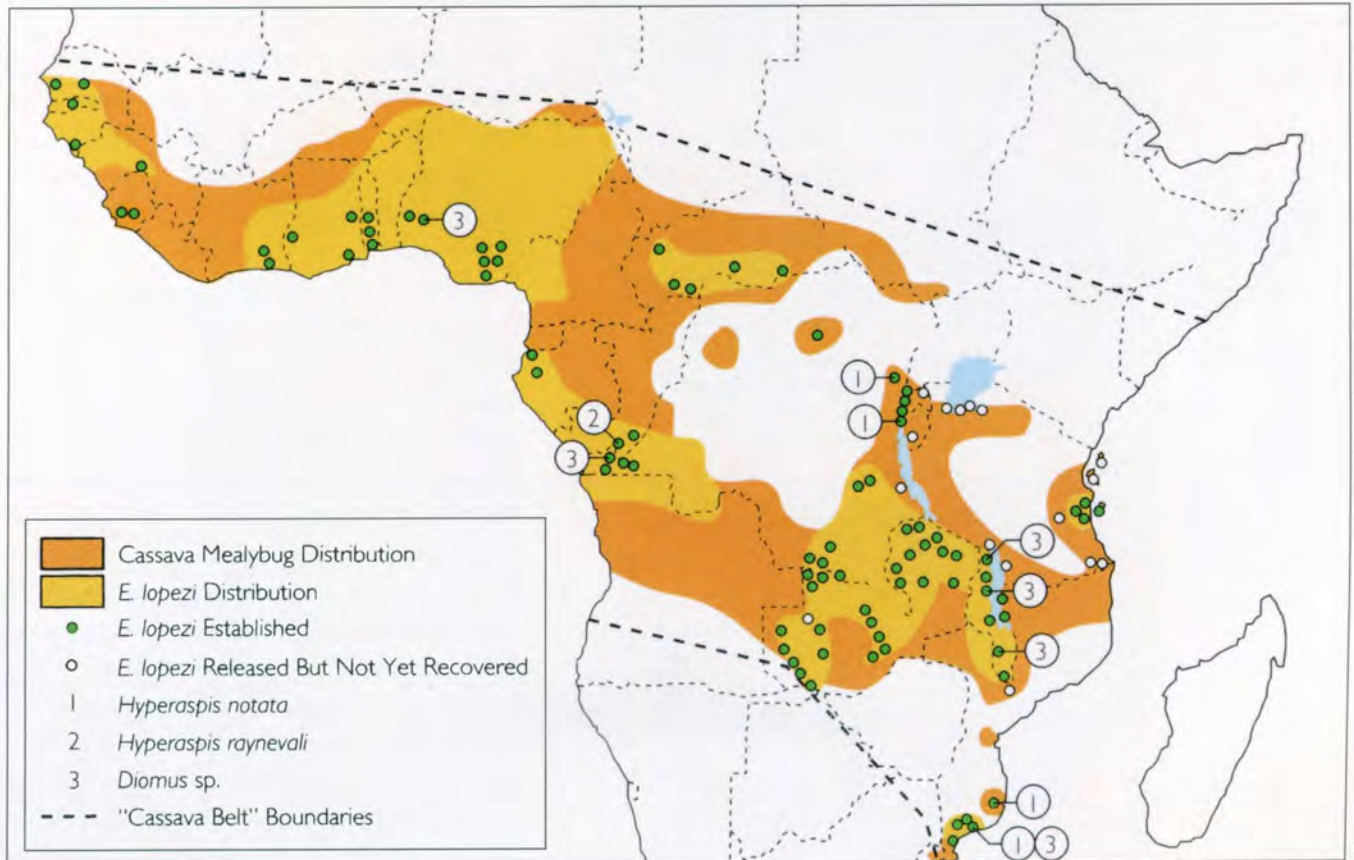 3
1
1
2
3
3
3
3
1
1 3
Cassava Mealybug Distribution
E. lopezi Distribution
E. lopezi Established
E. lopezi Released But Not Yet Recovered
1 Hyperaspis notata
2 Hyperaspis raynevali
3 Diomus sp.
"Cassava Belt" Boundaries